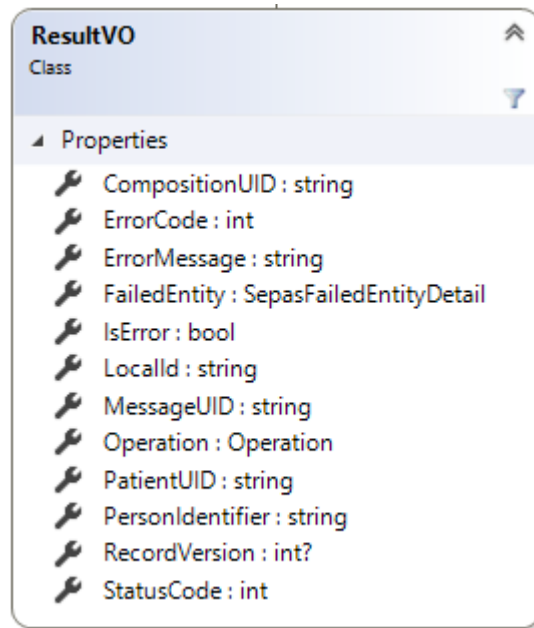 ResultVO
Class
Properties
CompositionUID : string
ErrorCode : int
ErrorMessage : string
FailedEntity : SepasFailedEntityDetail
IsError : bool
LocalId : string
MessageUID : string
Operation : Operation
PatientUID : string
PersonIdentifier : string
RecordVersion : int?
StatusCode : int